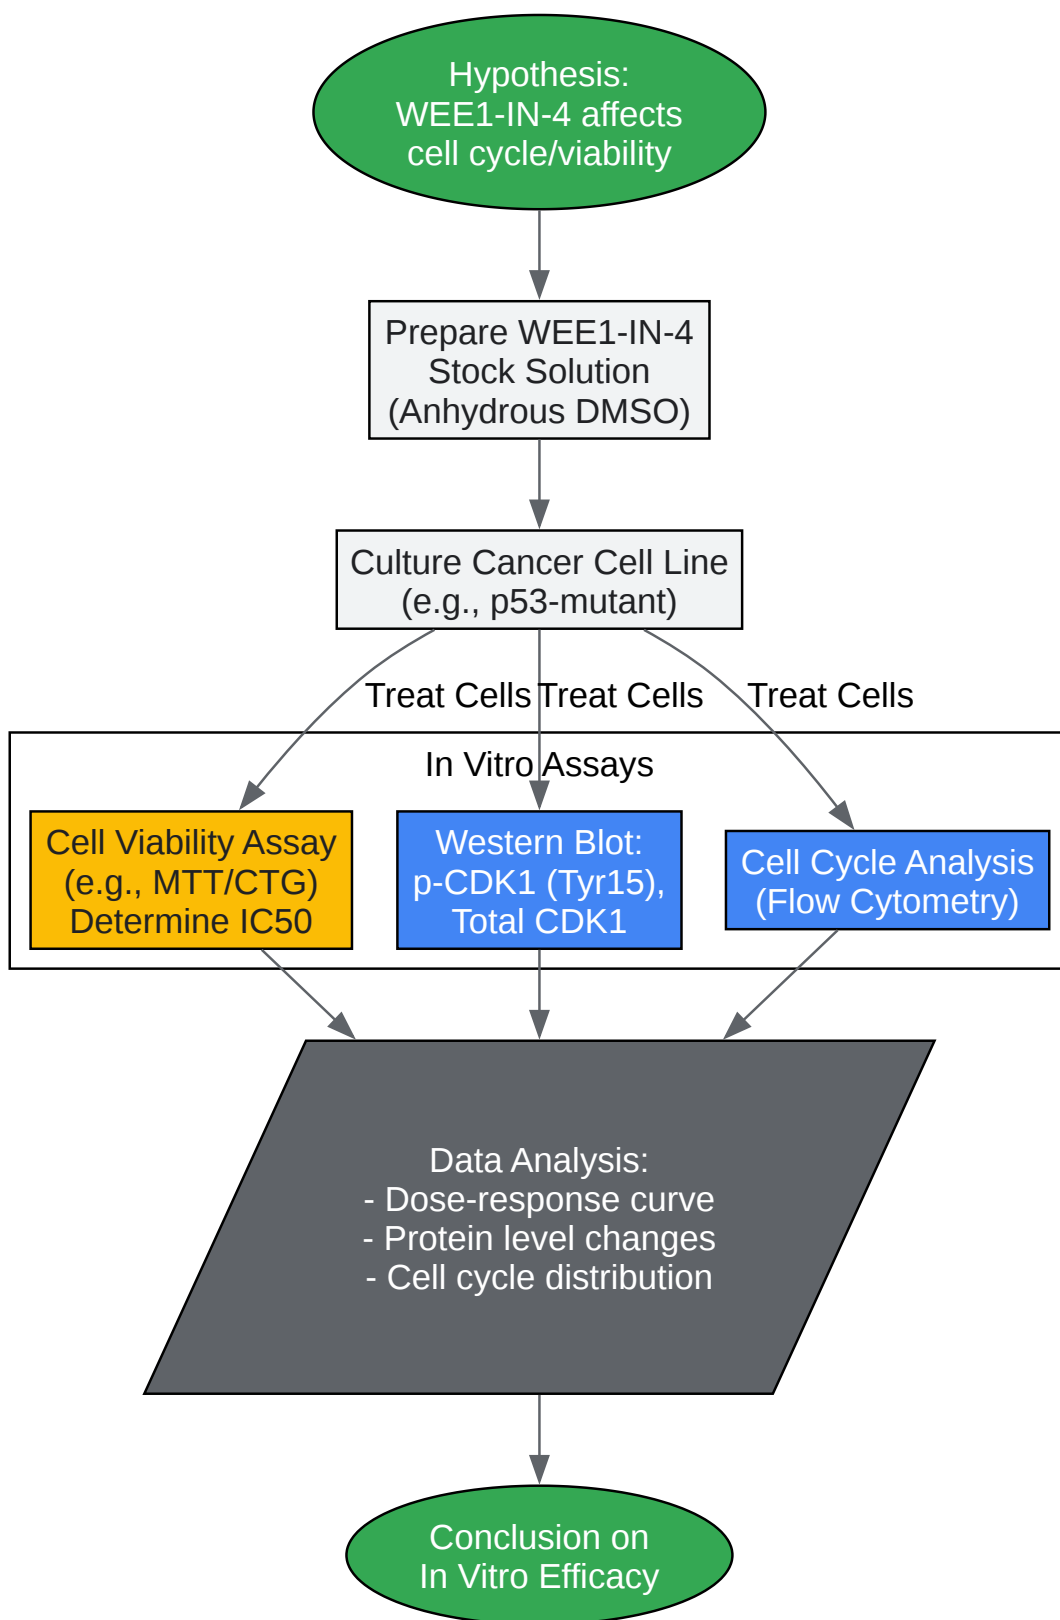 Hypothesis:
WEE1-IN-4 affects
cell cycle/viability
Prepare WEE1-IN-4
Stock Solution
(Anhydrous DMSO)
Culture Cancer Cell Line
(e.g., p53-mutant)
Treat Cells
Treat Cells
Treat Cells
In Vitro Assays
Cell Viability Assay
(e.g., MTT/CTG)
Determine IC50
Western Blot:
p-CDK1 (Tyr15),
Total CDK1
Cell Cycle Analysis
(Flow Cytometry)
Data Analysis:
- Dose-response curve
- Protein level changes
- Cell cycle distribution
Conclusion on
In Vitro Efficacy